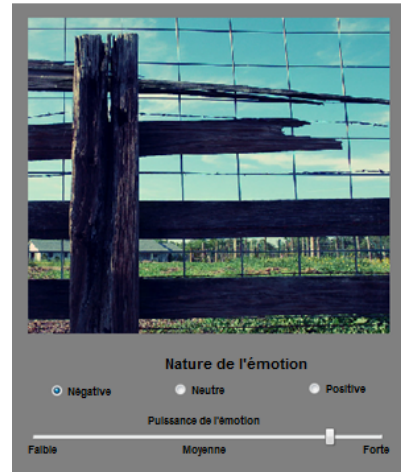 Nature de l'émotion
Négative Neutre Positive
Puissance de l'émotion
Faible Moyenne Forte